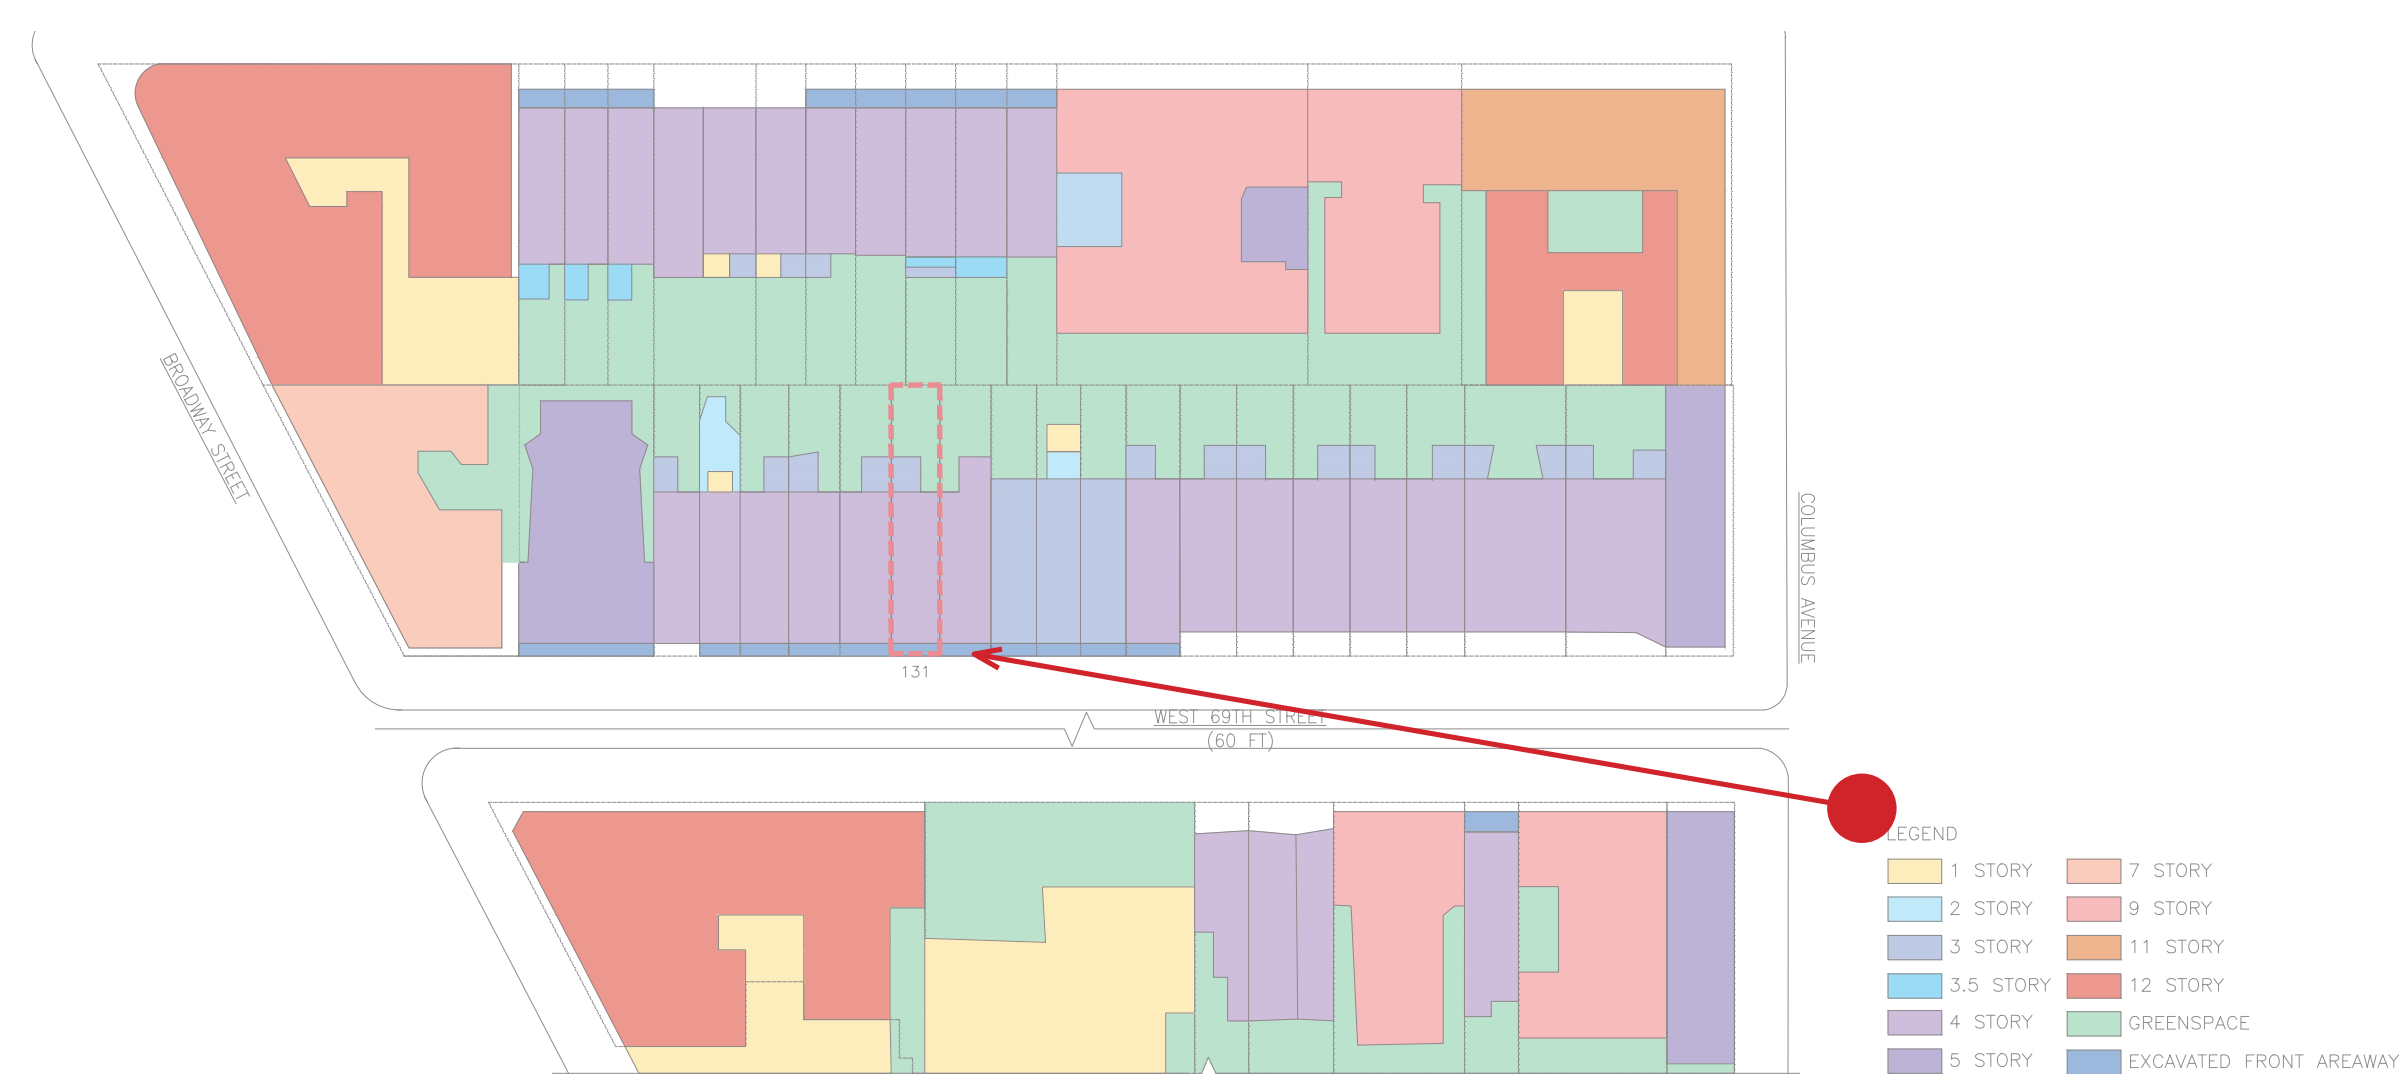 BROADWAY STREET
COLUMBUS AVENUE
131
WEST 69TH STREET
(60 FT)
LEGEND
1 STORY
2 STORY
3 STORY
3.5 STORY
4 STORY
5 STORY
7 STORY
9 STORY
11 STORY
12 STORY
GREENSPACE
EXCAVATED FRONT AREAWAY